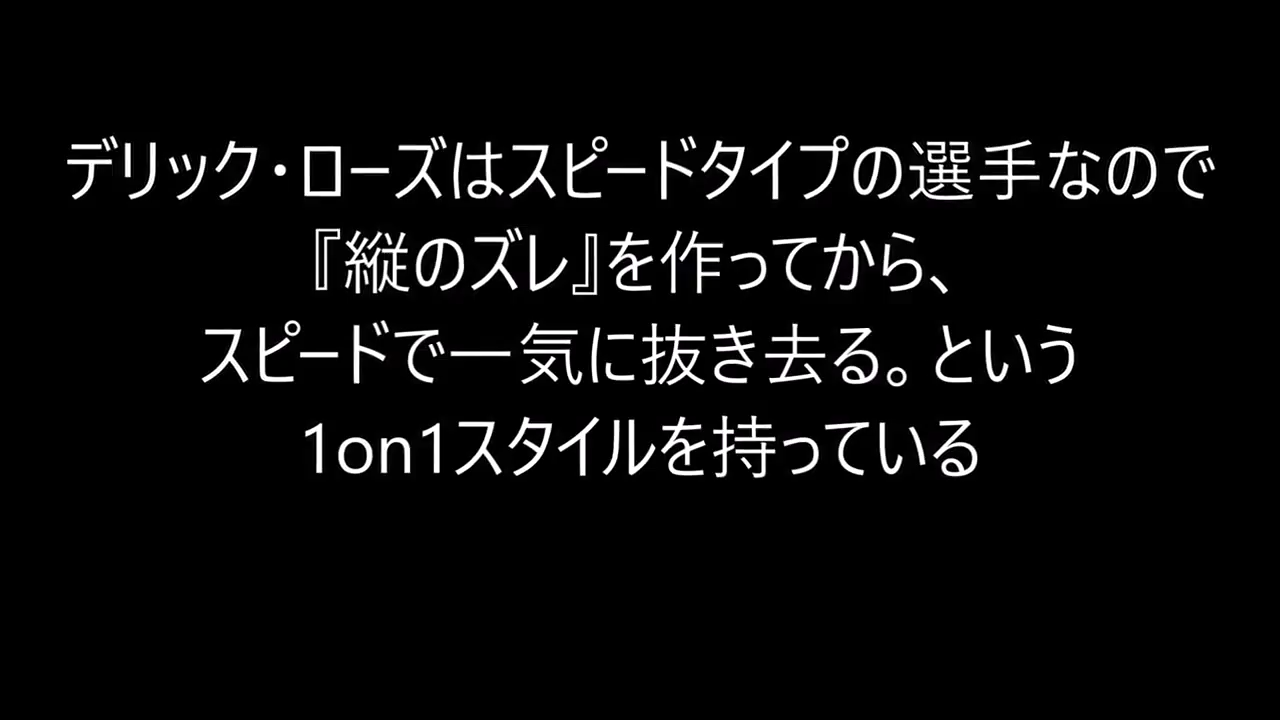 デリック・ローズはスピードタイプの選手なので
『縦のズレ』を作ってから、
スピードで一気に抜き去る。という
1on1スタイルを持っている